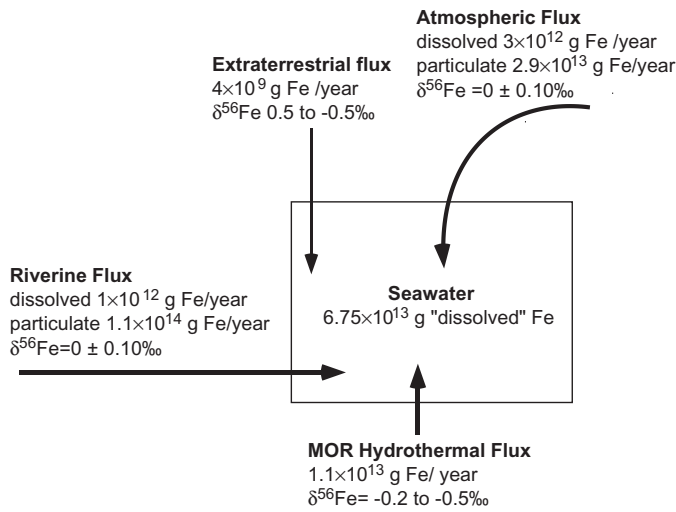 Atmospheric Flux
dissolved 3×10¹² g Fe /year
particulate 2.9×10¹³ g Fe/year
δ⁵⁶Fe =0 ± 0.10‰
Extraterrestrial flux
4×10⁹ g Fe /year
δ⁵⁶Fe 0.5 to -0.5‰
Riverine Flux
dissolved 1×10¹² g Fe/year
particulate 1.1×10¹⁴ g Fe/year
δ⁵⁶Fe=0 ± 0.10‰
Seawater
6.75×10¹³ g "dissolved" Fe
MOR Hydrothermal Flux
1.1×10¹³ g Fe/ year
δ⁵⁶Fe= -0.2 to -0.5‰